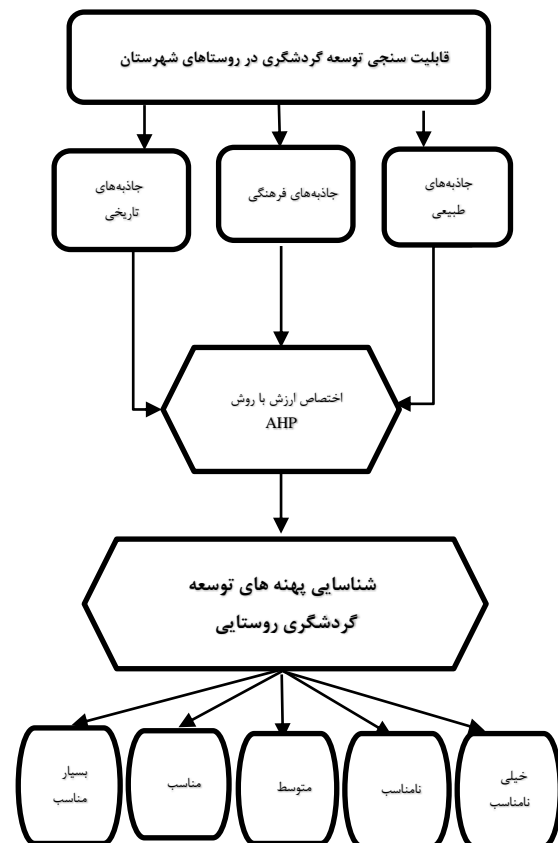 قابلیت سنجی توسعه گردشگری در روستاهای شهرستان
جاذبه‌های
طبیعی
جاذبه‌های فرهنگی
جاذبه‌های
تاریخی
اختصاص ارزش با روش
AHP
شناسایی پهنه های توسعه
گردشگری روستایی
خیلی
نامناسب
نامناسب
متوسط
مناسب
بسیار
مناسب